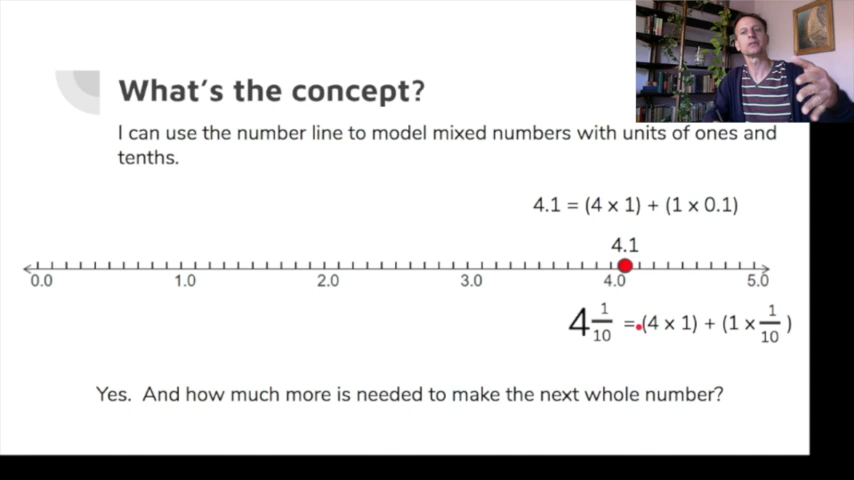 What's the concept?
I can use the number line to model mixed numbers with units of ones and
tenths.
4.1 = (4 x 1) + (1 x 0.1)
4.1
0.0 1.0 2.0 3.0 4.0 5.0
4 1/10 = (4 x 1) + (1 x 1/10)
Yes. And how much more is needed to make the next whole number?